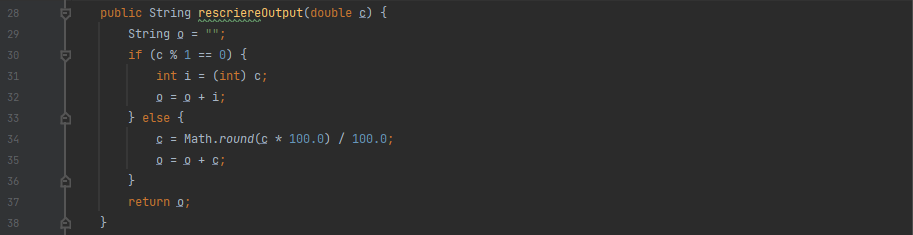 28 public String rescriereOutput(double c) {
29 String o = "";
30 if (c % 1 == 0) {
31 int i = (int) c;
32 o = o + i;
33 } else {
34 c = Math.round(c * 100.0) / 100.0;
35 o = o + c;
36 }
37 return o;
38 }